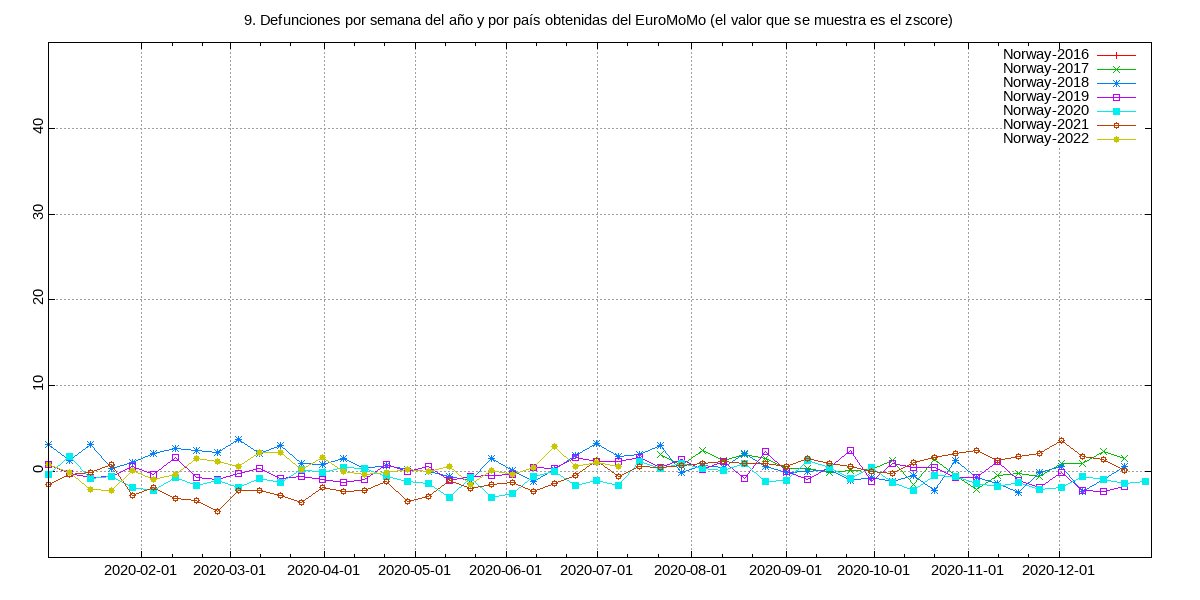 9. Defunciones por semana del año y por país obtenidas del EuroMoMo (el valor que se muestra es el zscore)
Norway-2016
Norway-2017
Norway-2018
Norway-2019
Norway-2020
Norway-2021
Norway-2022
40
30
20
10
0
2020-02-01 2020-03-01 2020-04-01 2020-05-01 2020-06-01 2020-07-01 2020-08-01 2020-09-01 2020-10-01 2020-11-01 2020-12-01